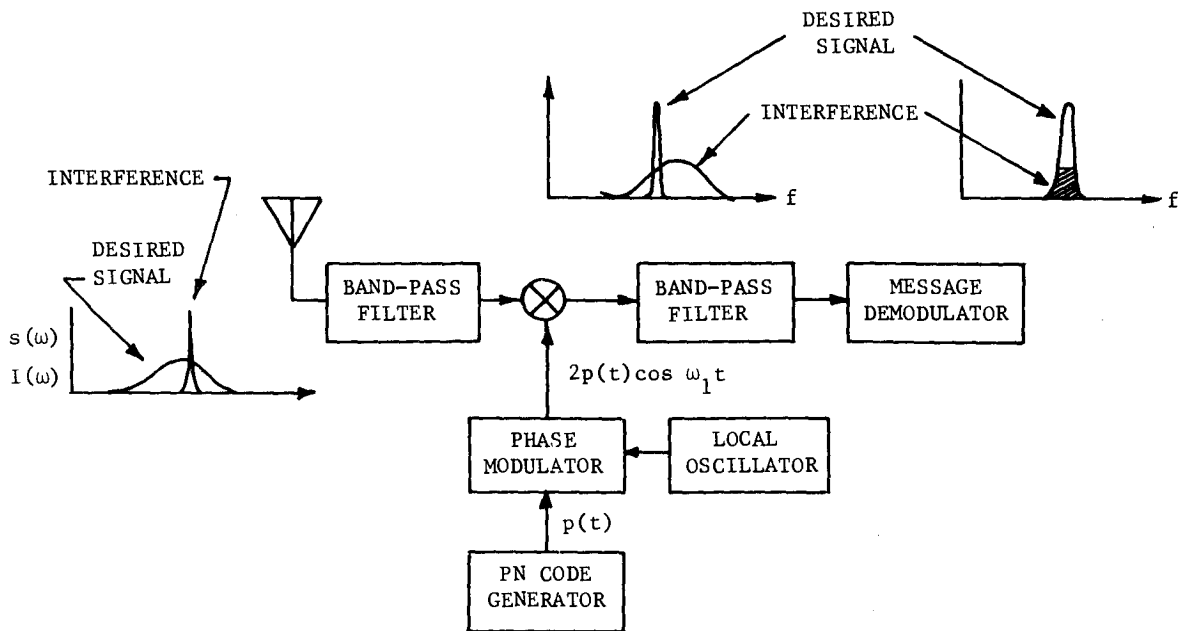 DESIRED
SIGNAL
INTERFERENCE
f
f
INTERFERENCE
DESIRED
SIGNAL
s(ω)
I(ω)
BAND-PASS
FILTER
BAND-PASS
FILTER
MESSAGE
DEMODULATOR
2p(t)cos ω₁t
PHASE
MODULATOR
LOCAL
OSCILLATOR
p(t)
PN CODE
GENERATOR